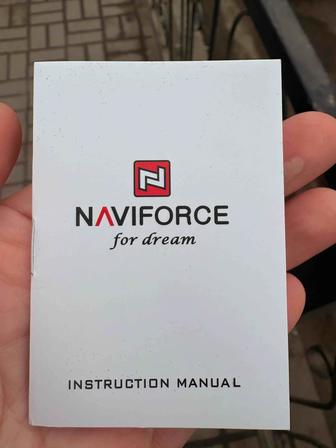 NAVIFORCE
for dream
INSTRUCTION MANUAL